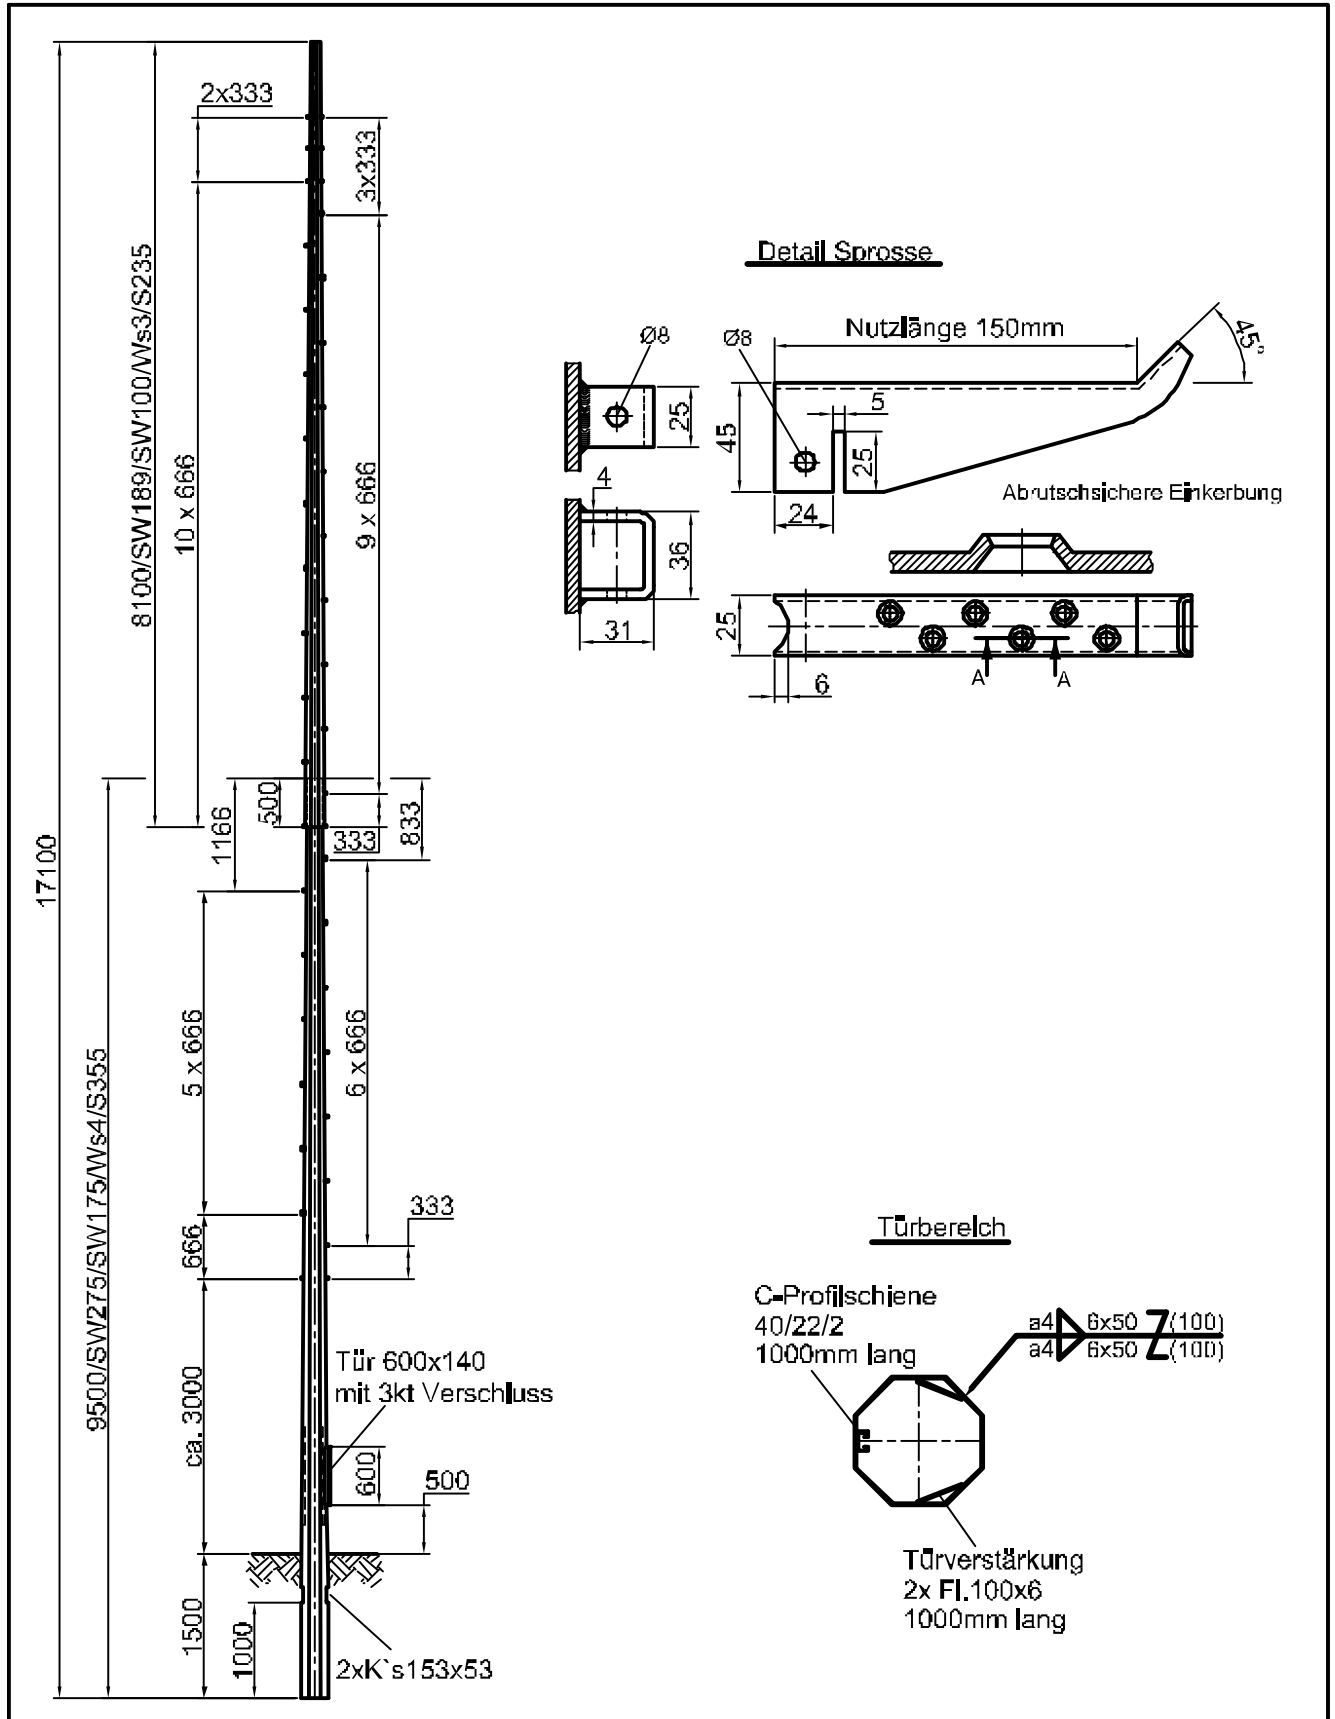 2x333
3x333
8100/SW189/SW100/Ws3/S235
10 x 666
9 x 666
17100
1166
500
333
833
9500/SW275/SW175/Ws4/S355
5 x 666
6 x 666
666
333
ca. 3000
Tür 600x140
mit 3kt Verschluss
600
500
1500
1000
2xK`s153x53
Detail Sprosse
Ø8
25
4
36
31
Ø8
Nutzlänge 150mm
45°
45
5
25
24
Abrutschsichere Einkerbung
25
6
A
A
Türbereich
C-Profilschiene
40/22/2
1000mm lang
a4 6x50 Z(100)
a4 6x50 (100)
Türverstärkung
2x Fl.100x6
1000mm lang